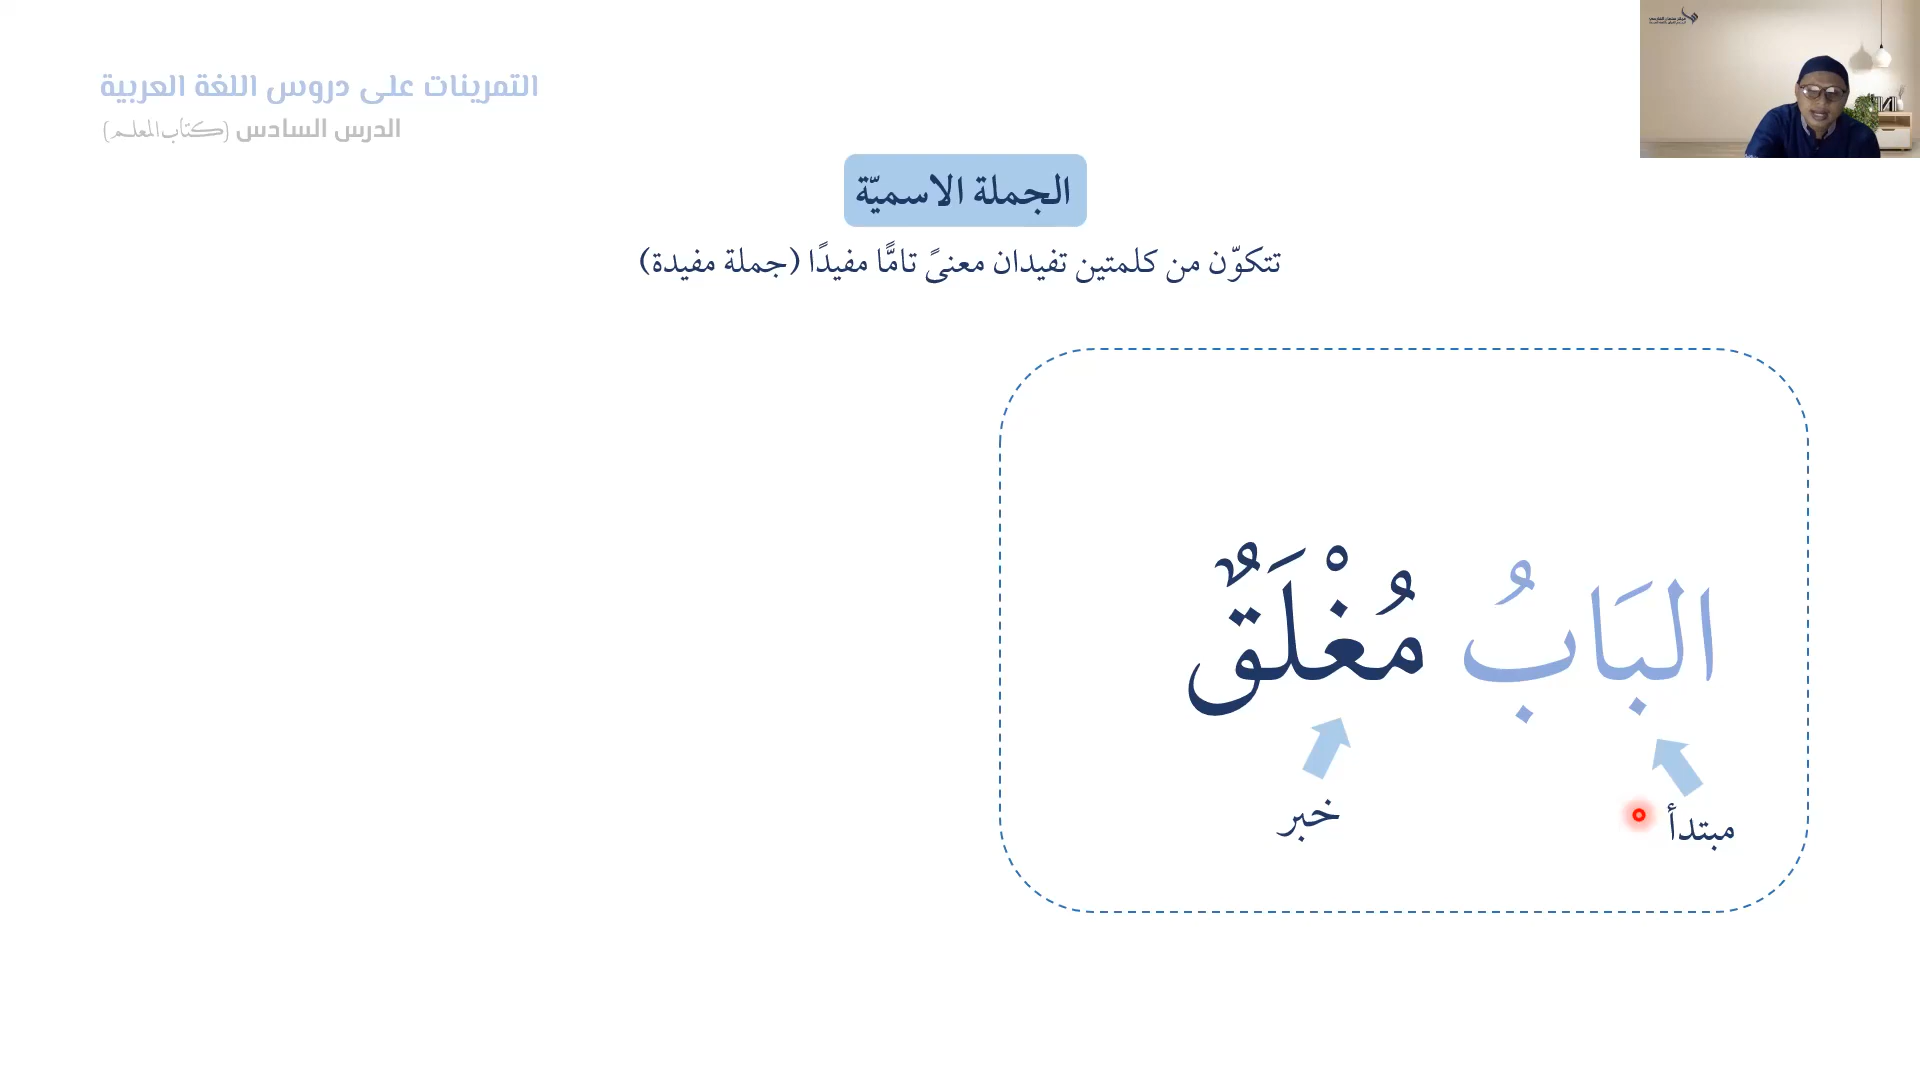 التمرينات على دروس اللغة العربية
الدرس السادس (كتاب المعلم)
الجملة الاسميّة
تتكوّن من كلمتين تفيدان معنىً تامًّا مفيدًا (جملة مفيدة)
البَابُ مُغْلَقٌ
مبتدأ
خبر